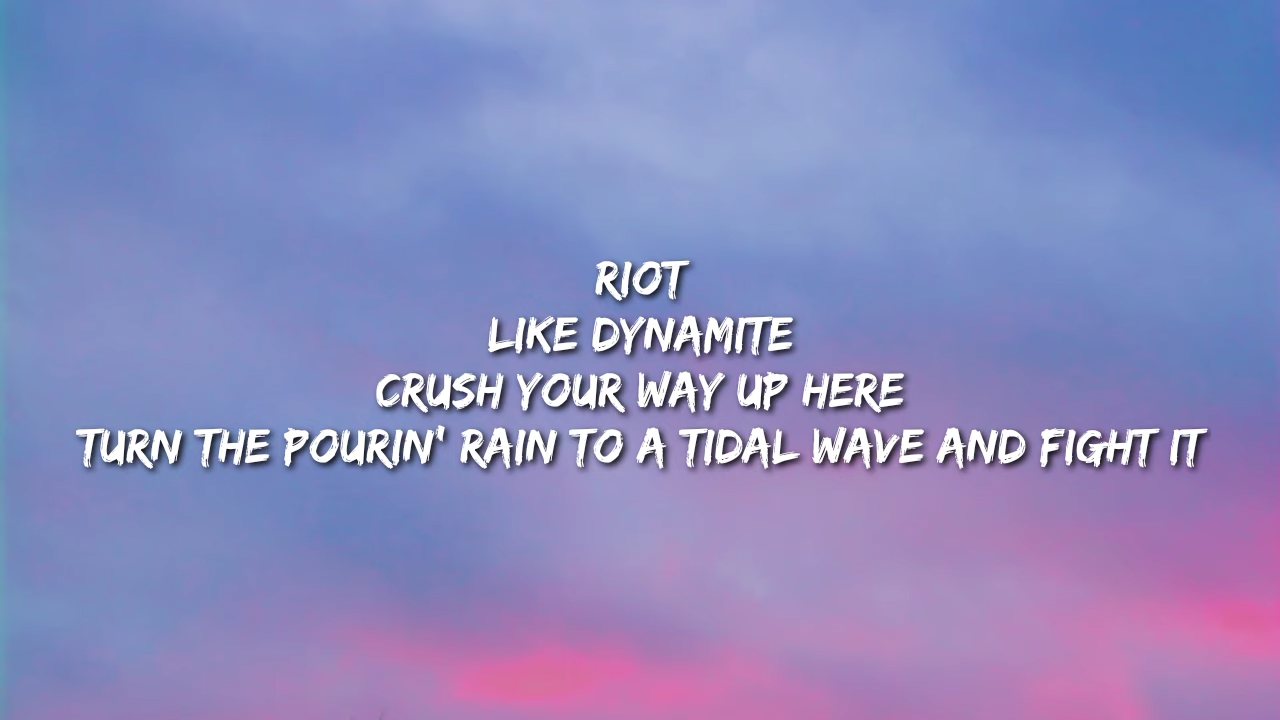 RIOT
LIKE DYNAMITE
CRUSH YOUR WAY UP HERE
TURN THE POURIN' RAIN TO A TIDAL WAVE AND FIGHT IT